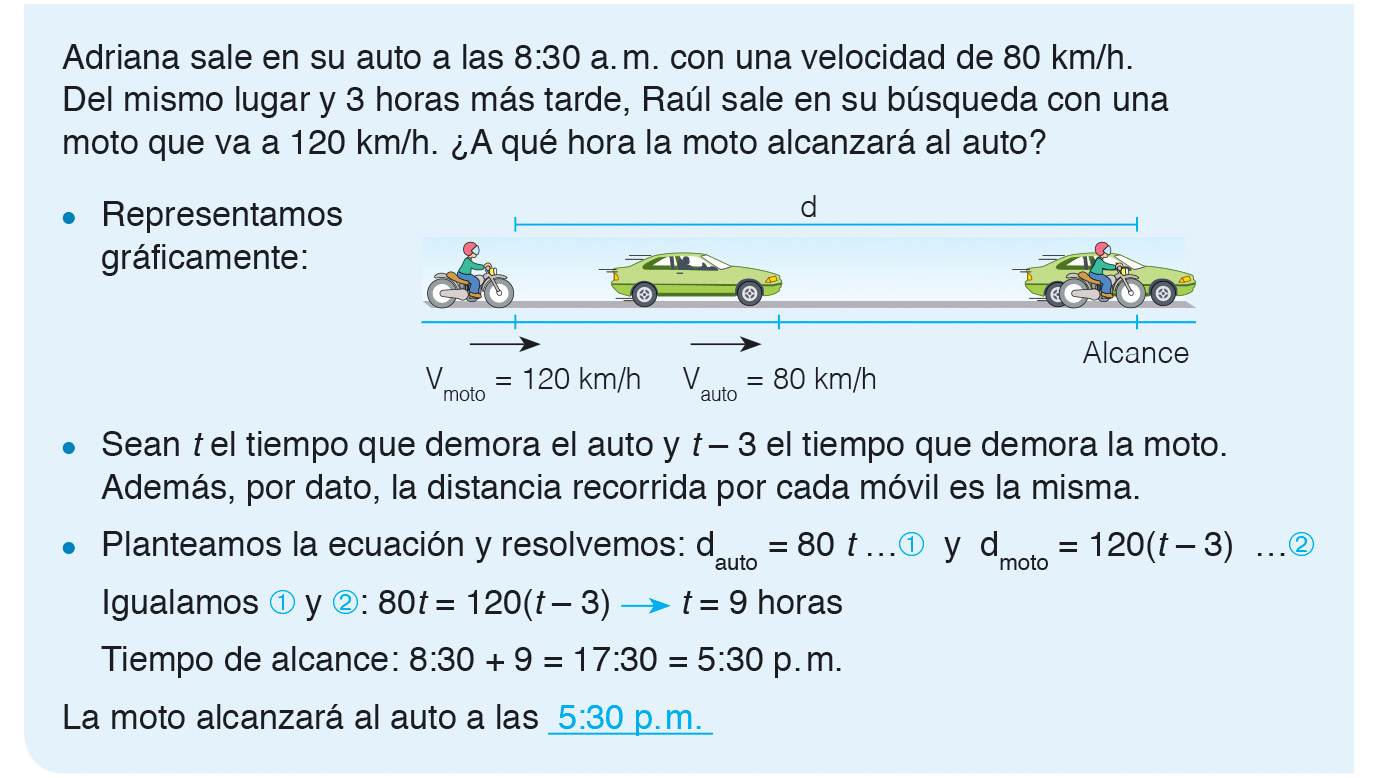 Adriana sale en su auto a las 8:30 a.m. con una velocidad de 80 km/h.
Del mismo lugar y 3 horas más tarde, Raúl sale en su búsqueda con una
moto que va a 120 km/h. ¿A qué hora la moto alcanzará al auto?
• Representamos
gráficamente:
d
Alcance
V moto = 120 km/h V auto = 80 km/h
• Sean t el tiempo que demora el auto y t – 3 el tiempo que demora la moto.
Además, por dato, la distancia recorrida por cada móvil es la misma.
• Planteamos la ecuación y resolvemos: d auto = 80 t ...① y d moto = 120(t – 3) ...②
Igualamos ① y ②: 80t = 120(t – 3) → t = 9 horas
Tiempo de alcance: 8:30 + 9 = 17:30 = 5:30 p.m.
La moto alcanzará al auto a las 5:30 p.m.